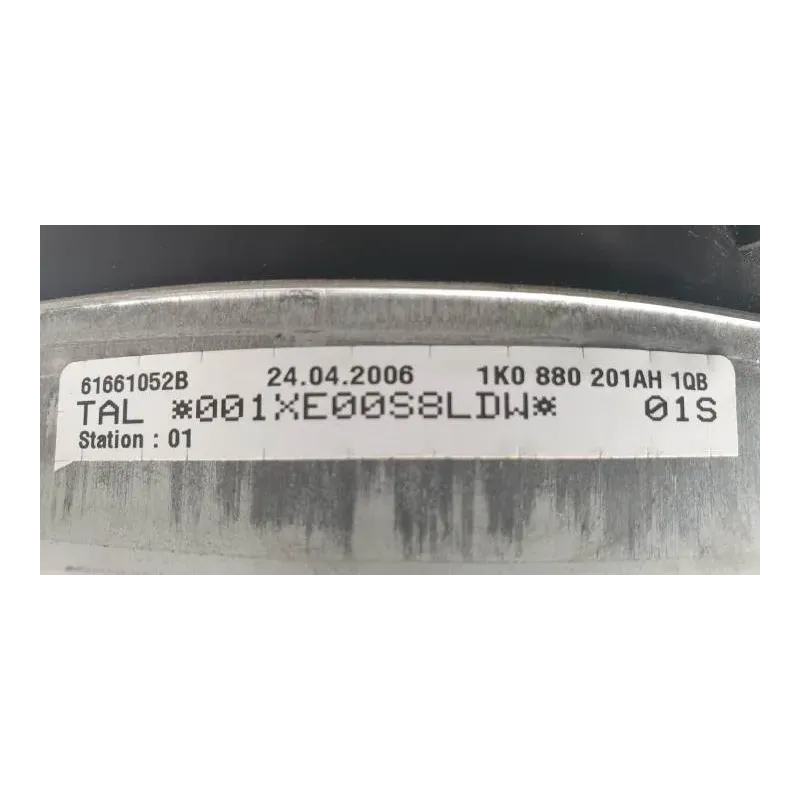 61661052B 24.04.2006 1K0 880 201AH 1QB
TAL *001XE00S8LDW* 01S
Station : 01